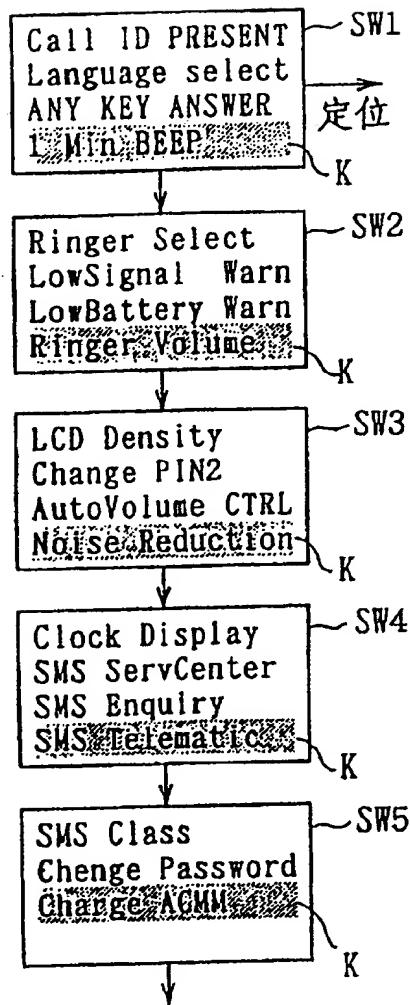 Call ID PRESENT
SW1
Language select
ANY KEY ANSWER
定位
1 Min BEEP
K
Ringer Select
SW2
LowSignal Warn
LowBattery Warn
Ringer Volume
K
LCD Density
SW3
Change PIN2
AutoVolume CTRL
Noise Reduction
K
Clock Display
SW4
SMS ServCenter
SMS Enquiry
SMS Telematic
K
SMS Class
SW5
Chenge Password
Charge ACMM
K